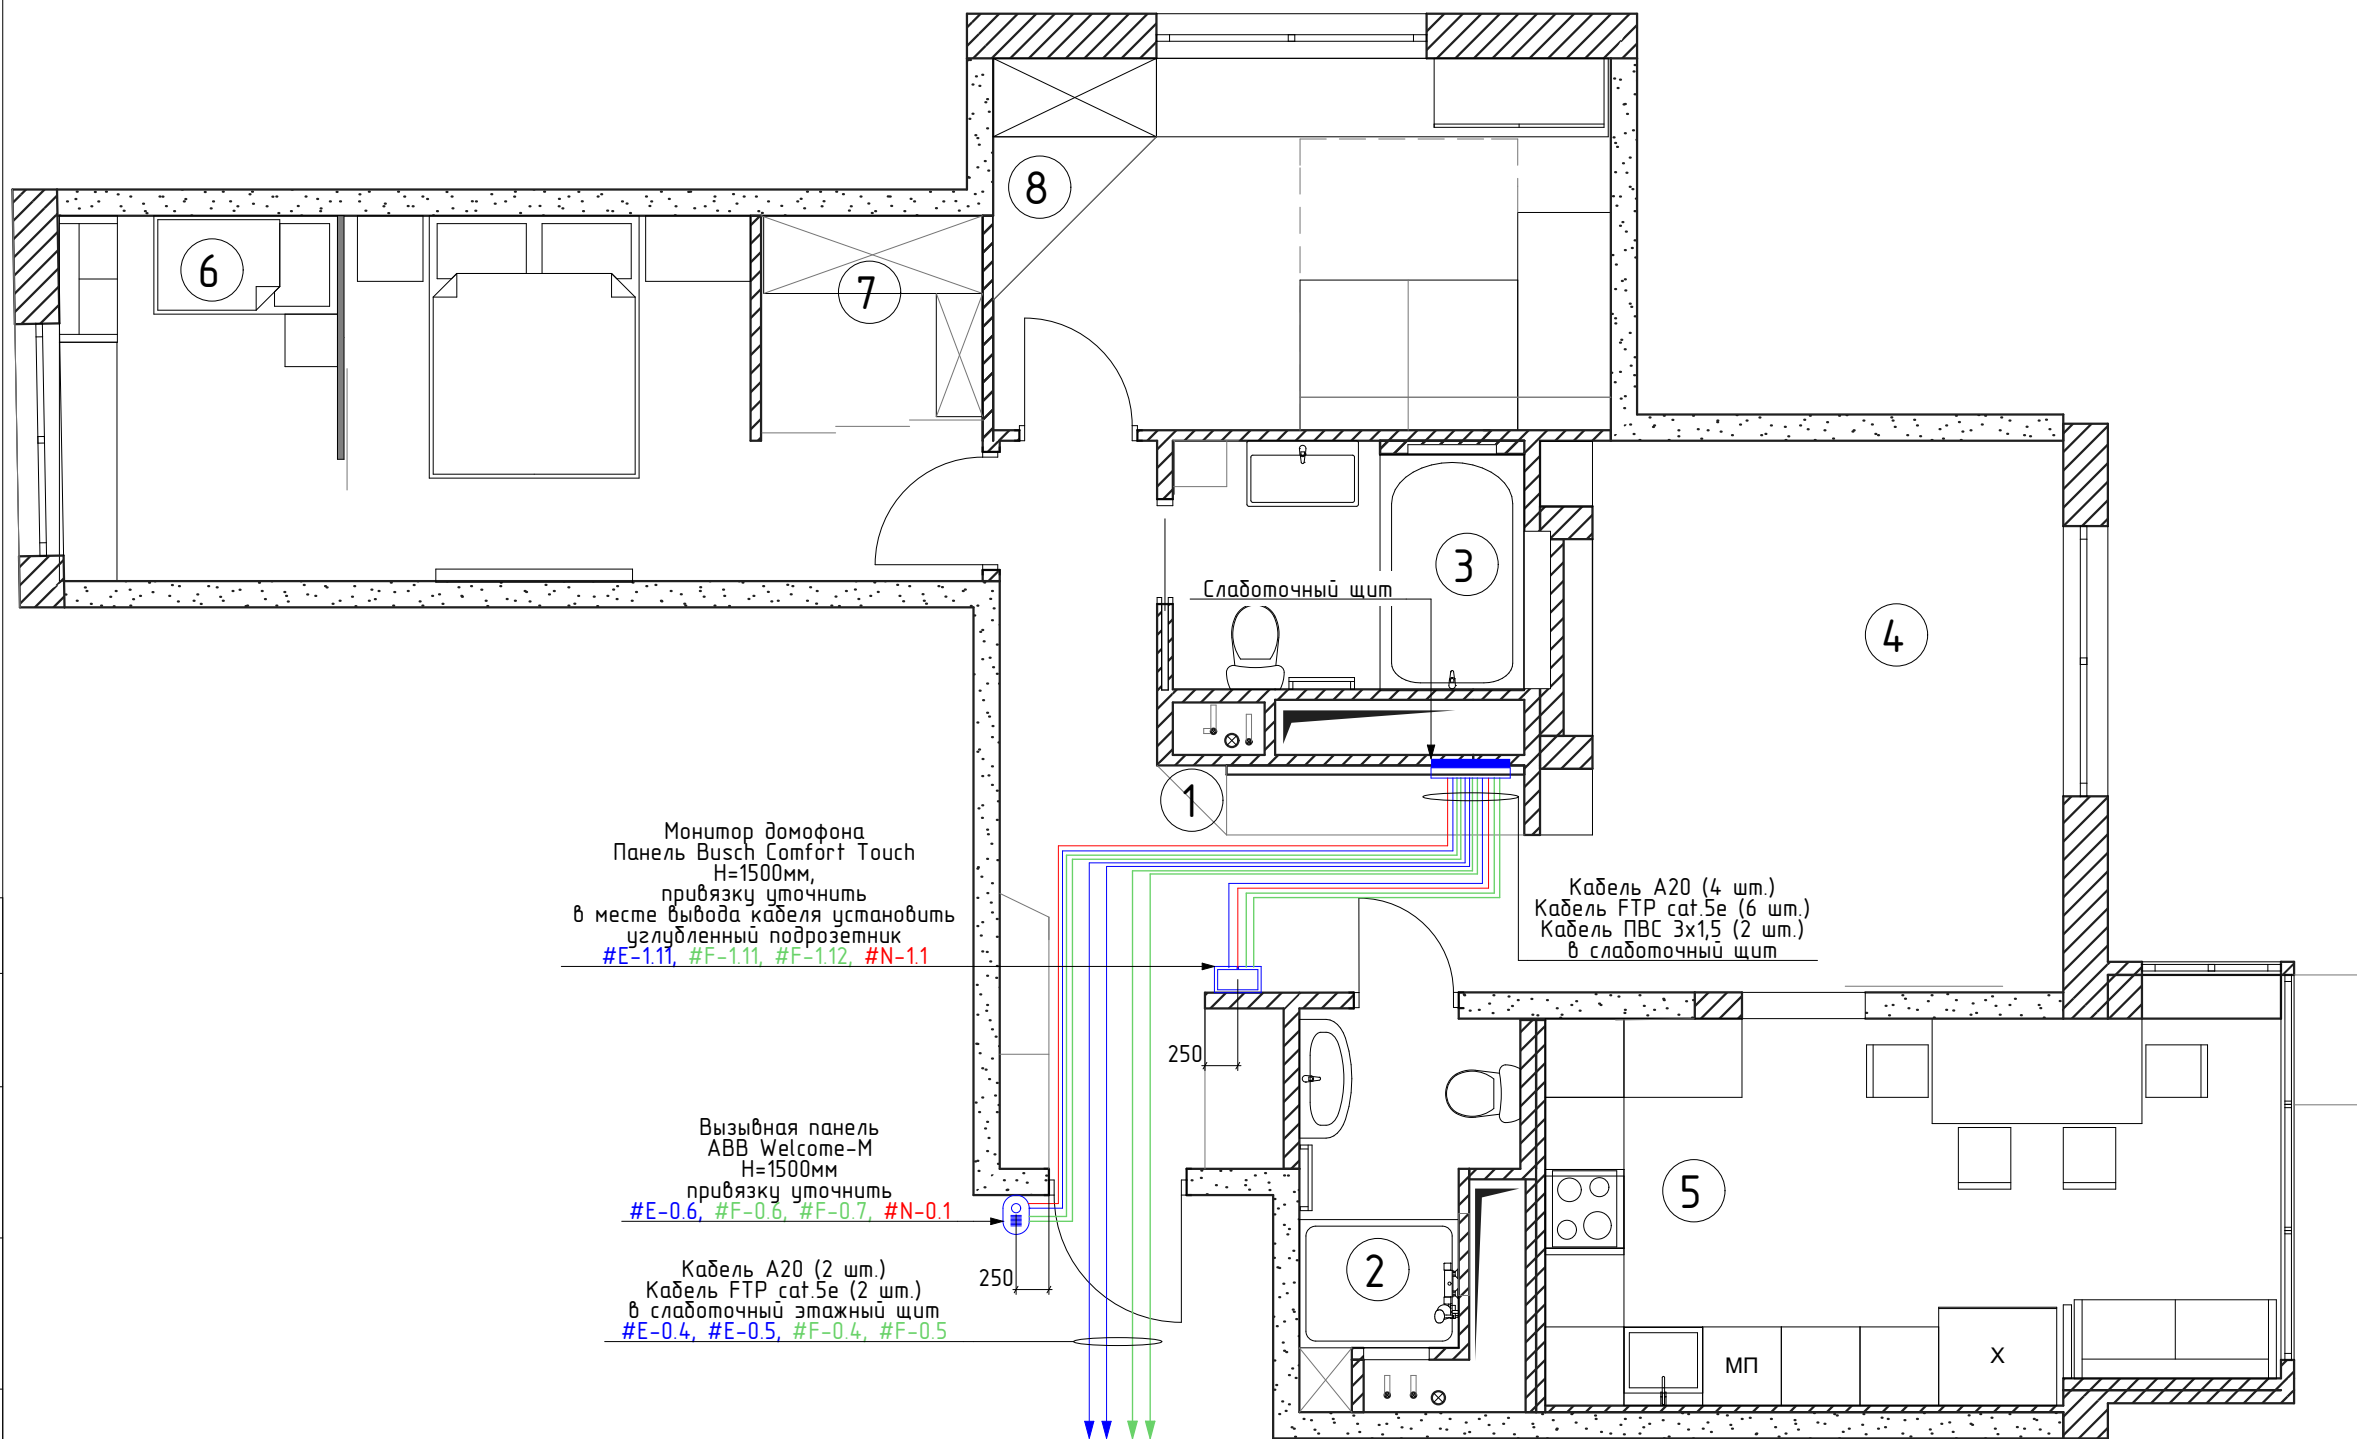 8
6
7
3
Слаботочный щит
4
1
Монитор домофона
Панель Busch Comfort Touch
H=1500мм,
привязку уточнить
в месте вывода кабеля установить
углубленный подрозетник
#E-1.11, #F-1.11, #F-1.12, #N-1.1
Кабель A20 (4 шт.)
Кабель FTP cat.5e (6 шт.)
Кабель ПВС 3x1,5 (2 шт.)
в слаботочный щит
250
Вызывная панель
ABB Welcome-M
H=1500мм
привязку уточнить
#E-0.6, #F-0.6, #F-0.7, #N-0.1
5
2
250
Кабель A20 (2 шт.)
Кабель FTP cat.5e (2 шт.)
в слаботочный этажный щит
#E-0.4, #E-0.5, #F-0.4, #F-0.5
МП
Х